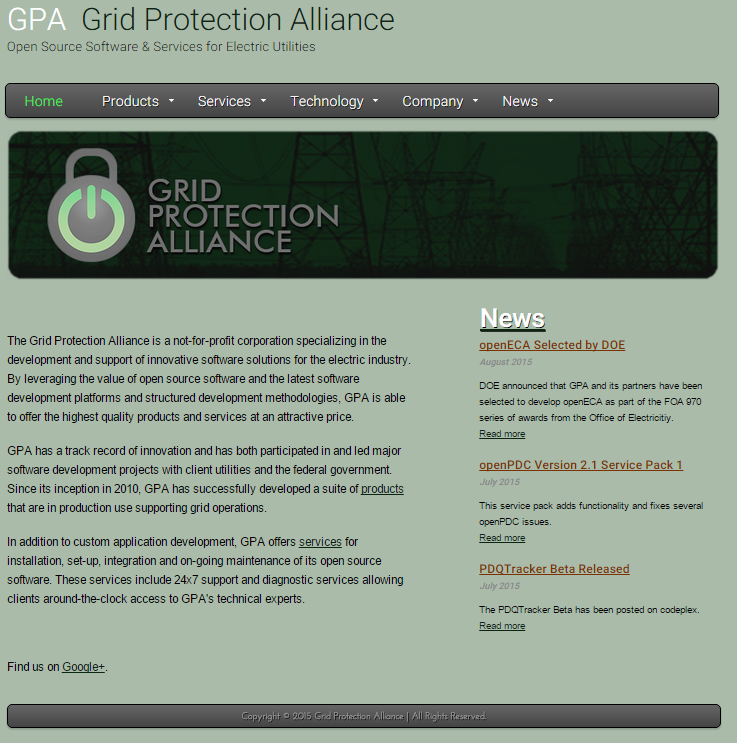 GPA Grid Protection Alliance
Open Source Software & Services for Electric Utilities
Home Products Services Technology Company News
GRID
PROTECTION
ALLIANCE
The Grid Protection Alliance is a not-for-profit corporation specializing in the
development and support of innovative software solutions for the electric industry.
By leveraging the value of open source software and the latest software
development platforms and structured development methodologies, GPA is able
to offer the highest quality products and services at an attractive price.
GPA has a track record of innovation and has both participated in and led major
software development projects with client utilities and the federal government.
Since its inception in 2010, GPA has successfully developed a suite of products
that are in production use supporting grid operations.
In addition to custom application development, GPA offers services for
installation, set-up, integration and on-going maintenance of its open source
software. These services include 24x7 support and diagnostic services allowing
clients around-the-clock access to GPA's technical experts.
Find us on Google+.
News
openECA Selected by DOE
August 2015
DOE announced that GPA and its partners have been
selected to develop openECA as part of the FOA 970
series of awards from the Office of Electricitiy.
Read more
openPDC Version 2.1 Service Pack 1
July 2015
This service pack adds functionality and fixes several
openPDC issues.
Read more
PDQTracker Beta Released
July 2015
The PDQTracker Beta has been posted on codeplex.
Read more
Copyright © 2015 Grid Protection Alliance | All Rights Reserved.